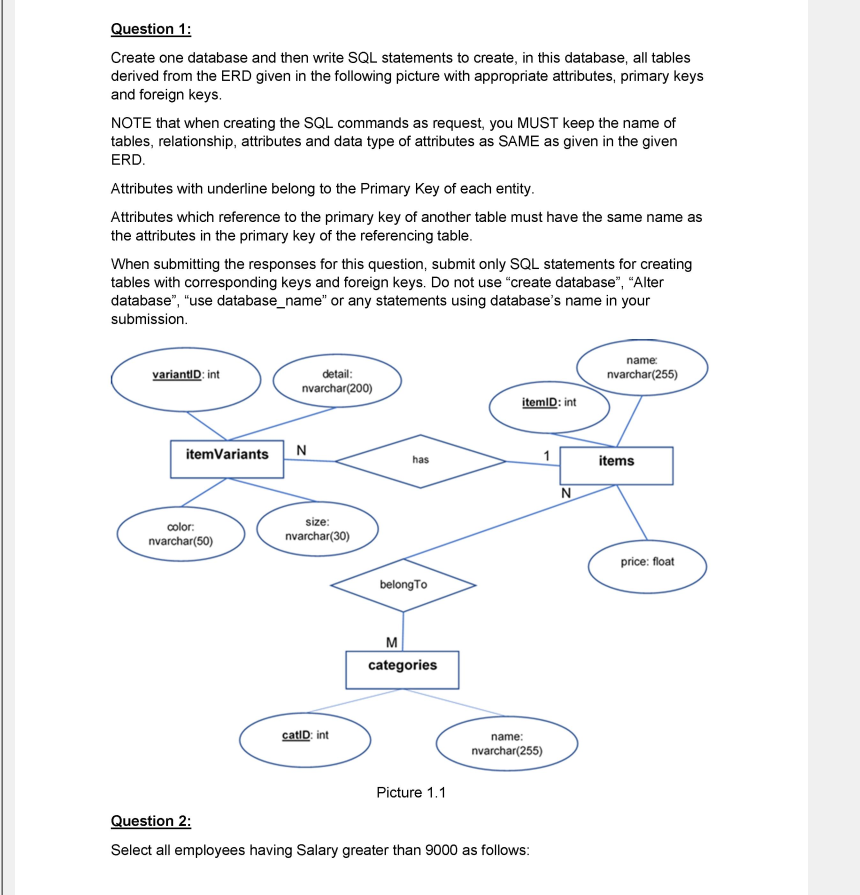 Question 1:
Create one database and then write SQL statements to create, in this database, all tables
derived from the ERD given in the following picture with appropriate attributes, primary keys
and foreign keys.
NOTE that when creating the SQL commands as request, you MUST keep the name of
tables, relationship, attributes and data type of attributes as SAME as given in the given
ERD.
Attributes with underline belong to the Primary Key of each entity.
Attributes which reference to the primary key of another table must have the same name as
the attributes in the primary key of the referencing table.
When submitting the responses for this question, submit only SQL statements for creating
tables with corresponding keys and foreign keys. Do not use “create database”, “Alter
database”, “use database_name” or any statements using database’s name in your
submission.
variantID: int
detail:
nvarchar(200)
name:
nvarchar(255)
itemID: int
itemVariants
N
has
1
items
N
color:
nvarchar(50)
size:
nvarchar(30)
price: float
belongTo
M
categories
catID: int
name:
nvarchar(255)
Picture 1.1
Question 2:
Select all employees having Salary greater than 9000 as follows: